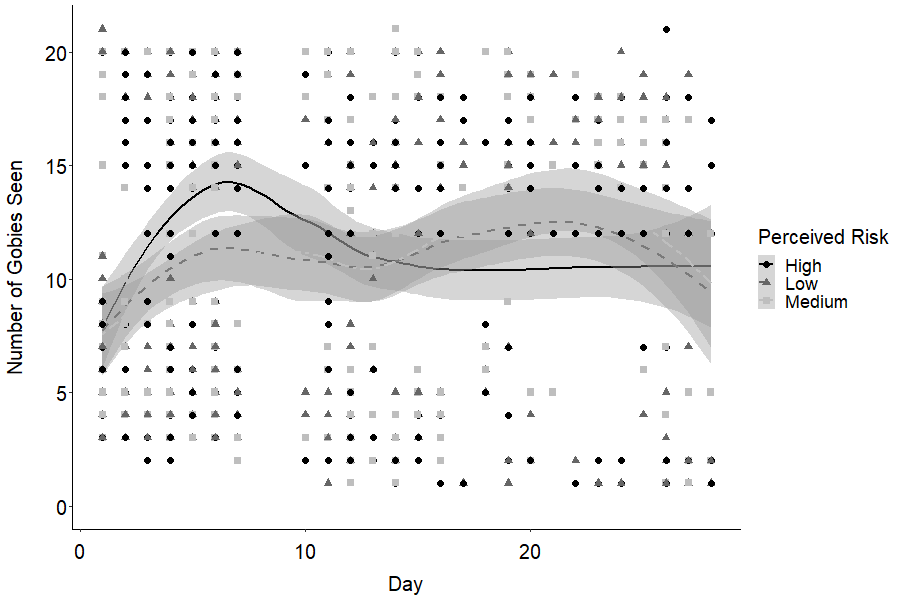 Number of Gobies Seen
20
15
10
5
0
0 10 20
Day
Perceived Risk
High
Low
Medium